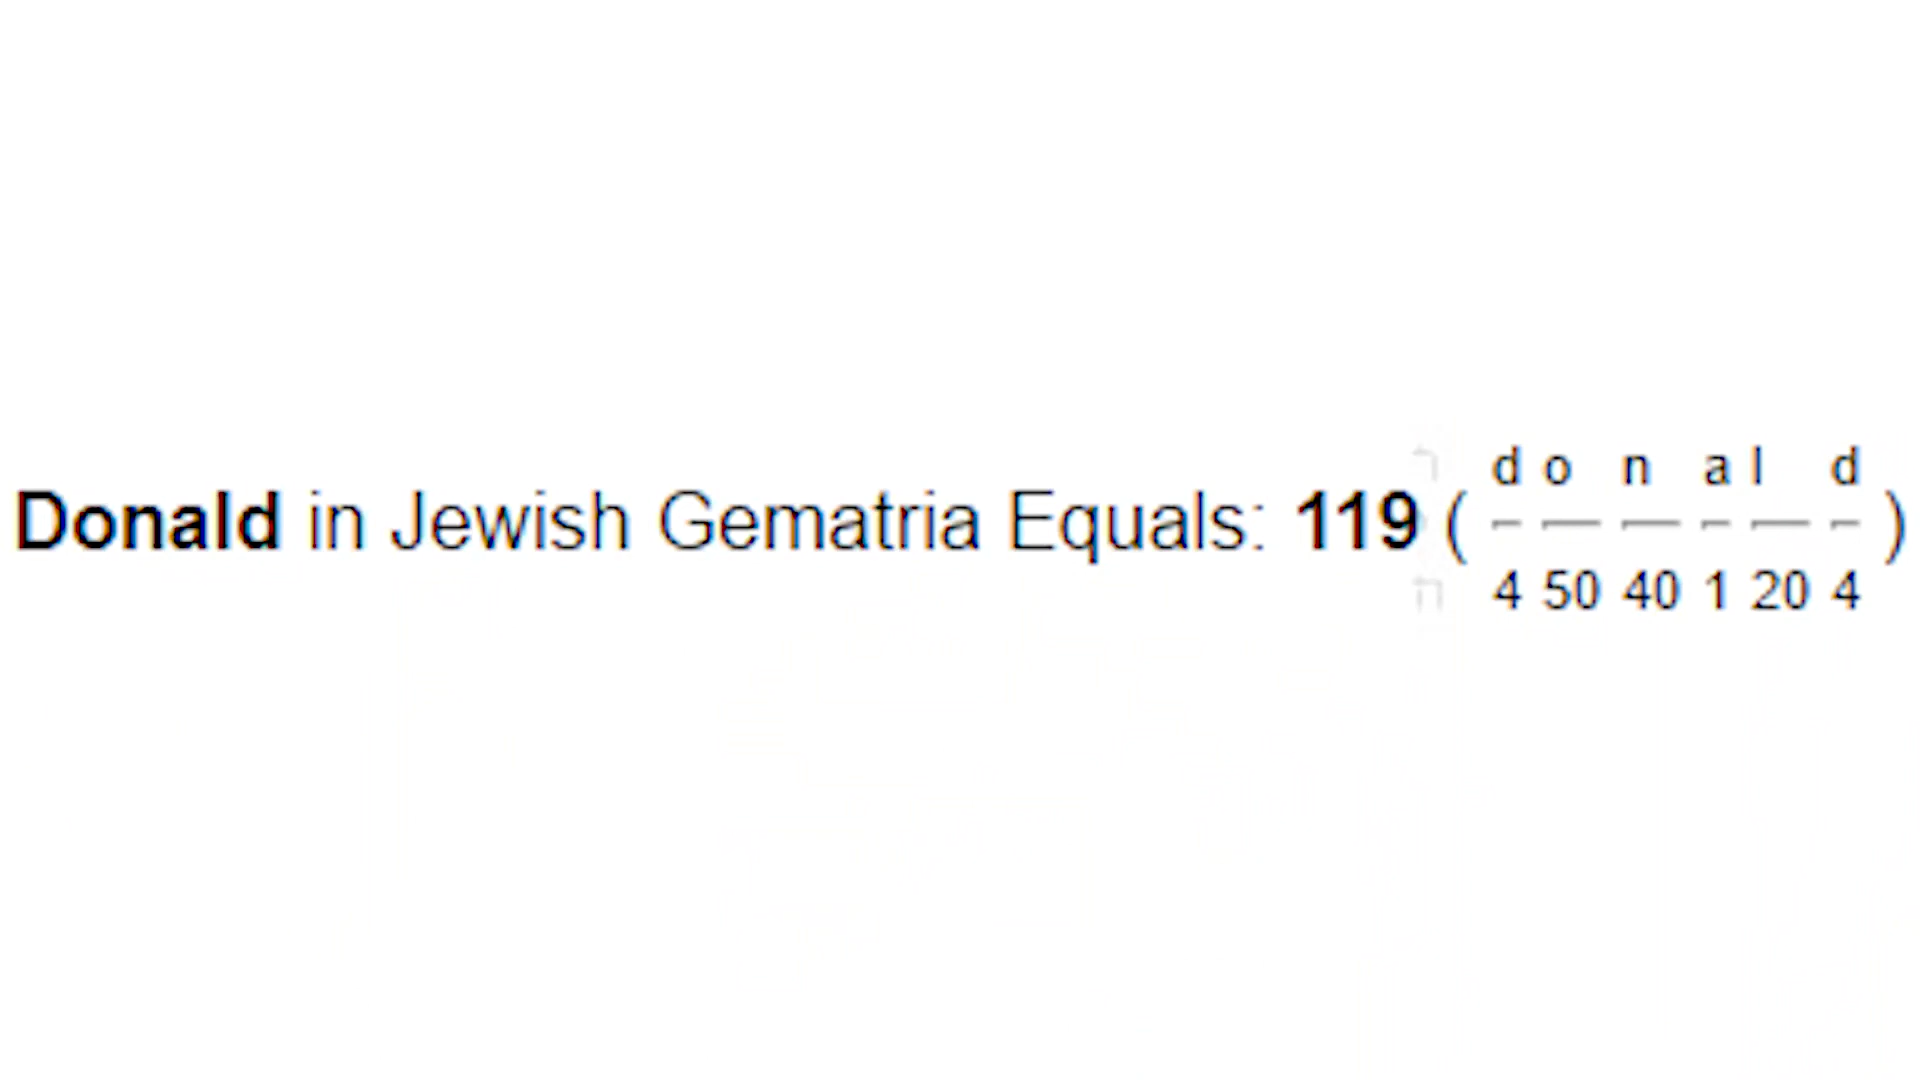 d o n a l d
Donald in Jewish Gematria Equals: 119 ( — — — — — — )
4 50 40 1 20 4